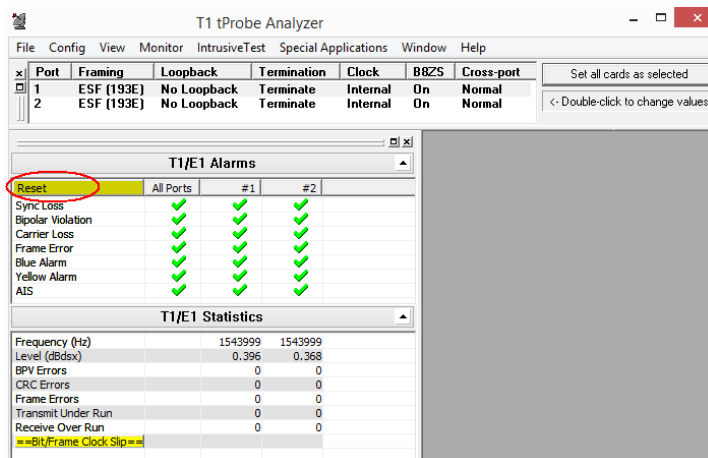 T1 tProbe Analyzer
File Config View Monitor IntrusiveTest Special Applications Window Help
Port Framing Loopback Termination Clock B8ZS Cross-port
1 ESF (193E) No Loopback Terminate Internal On Normal
2 ESF (193E) No Loopback Terminate Internal On Normal
Set all cards as selected
<- Double-click to change values
T1/E1 Alarms
Reset All Ports #1 #2
Sync Loss
Bipolar Violation
Carrier Loss
Frame Error
Blue Alarm
Yellow Alarm
AIS
T1/E1 Statistics
Frequency (Hz) 1543999 1543999
Level (dBdsx) 0.396 0.368
BPV Errors 0 0
CRC Errors 0 0
Frame Errors 0 0
Transmit Under Run 0 0
Receive Over Run 0 0
==Bit/Frame Clock Slip==